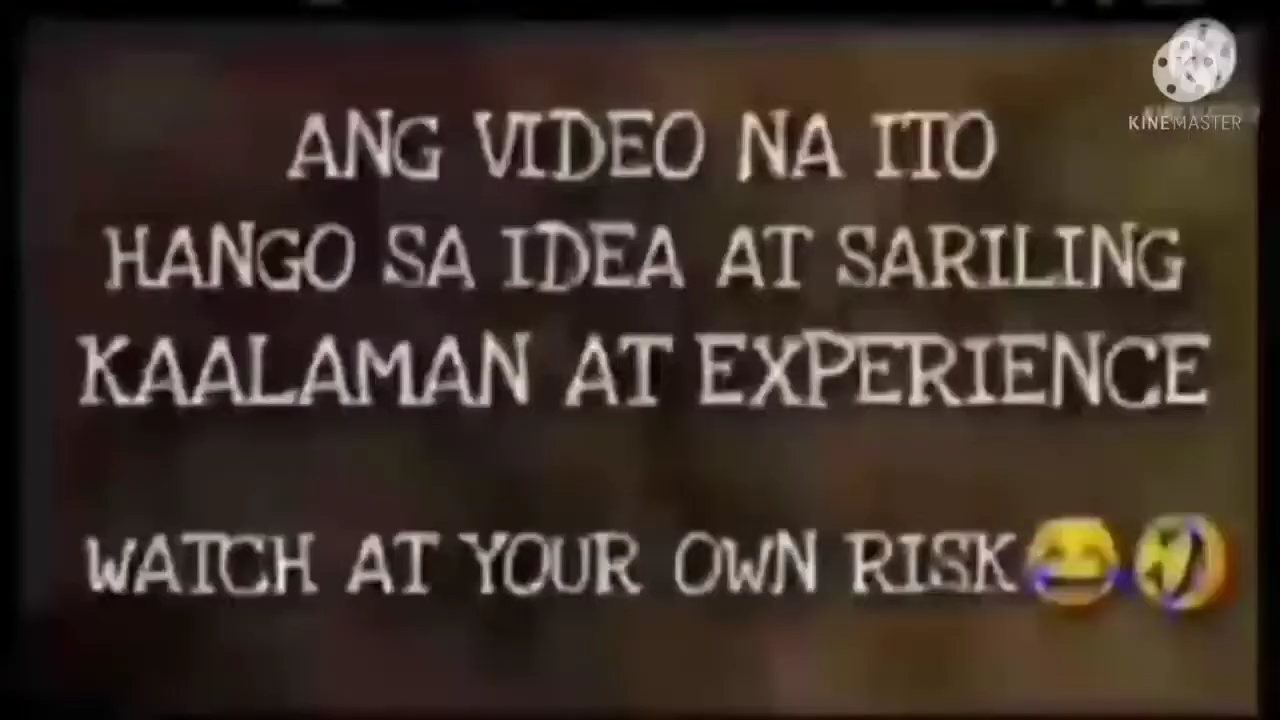 KINEMASTER
ANG VIDEO NA ITO
HANGO SA IDEA AT SARILING
KAALAMAN AT EXPERIENCE
WATCH AT YOUR OWN RISK😂🤣